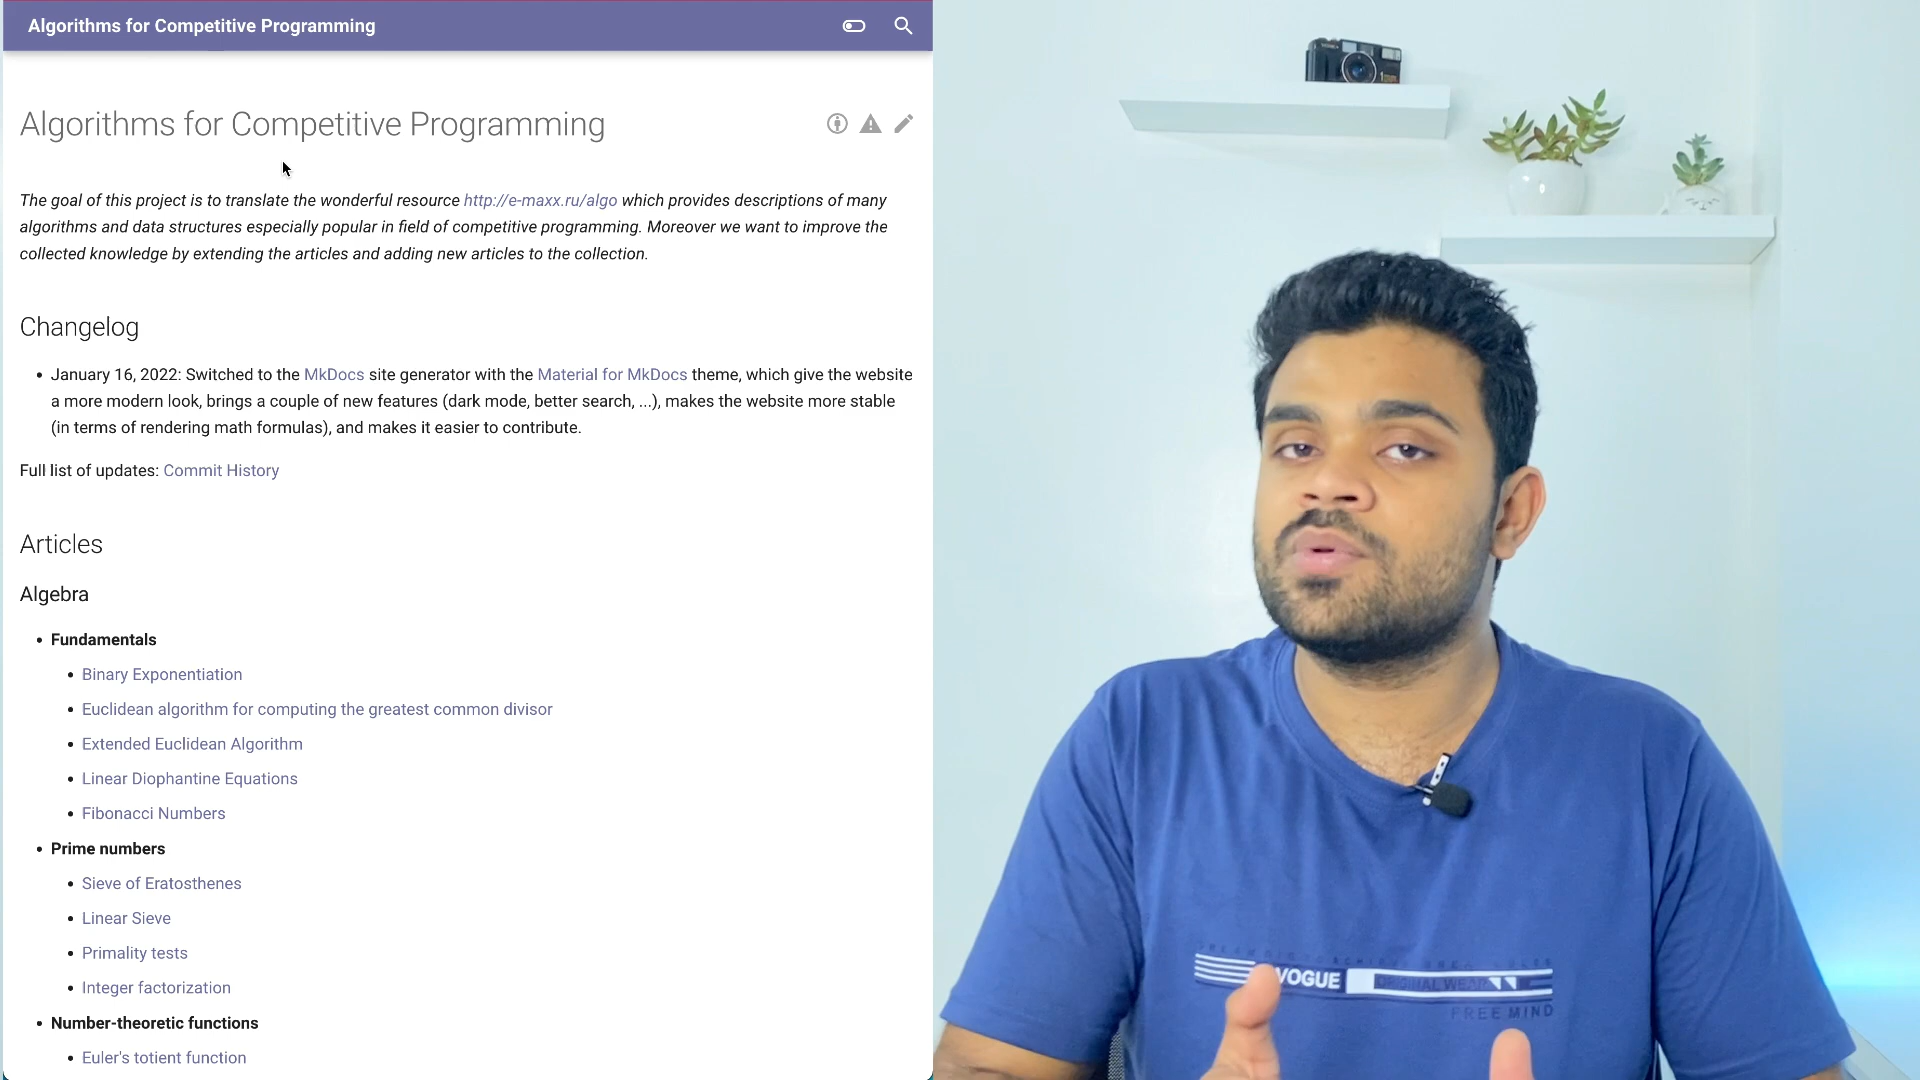 Algorithms for Competitive Programming
Algorithms for Competitive Programming
The goal of this project is to translate the wonderful resource http://e-maxx.ru/algo which provides descriptions of many
algorithms and data structures especially popular in field of competitive programming. Moreover we want to improve the
collected knowledge by extending the articles and adding new articles to the collection.
Changelog
• January 16, 2022: Switched to the MkDocs site generator with the Material for MkDocs theme, which give the website
a more modern look, brings a couple of new features (dark mode, better search, ...), makes the website more stable
(in terms of rendering math formulas), and makes it easier to contribute.
Full list of updates: Commit History
Articles
Algebra
• Fundamentals
• Binary Exponentiation
• Euclidean algorithm for computing the greatest common divisor
• Extended Euclidean Algorithm
• Linear Diophantine Equations
• Fibonacci Numbers
• Prime numbers
• Sieve of Eratosthenes
• Linear Sieve
• Primality tests
• Integer factorization
• Number-theoretic functions
• Euler's totient function
VOGUE
ORIGINAL WEAR
FREE MIND